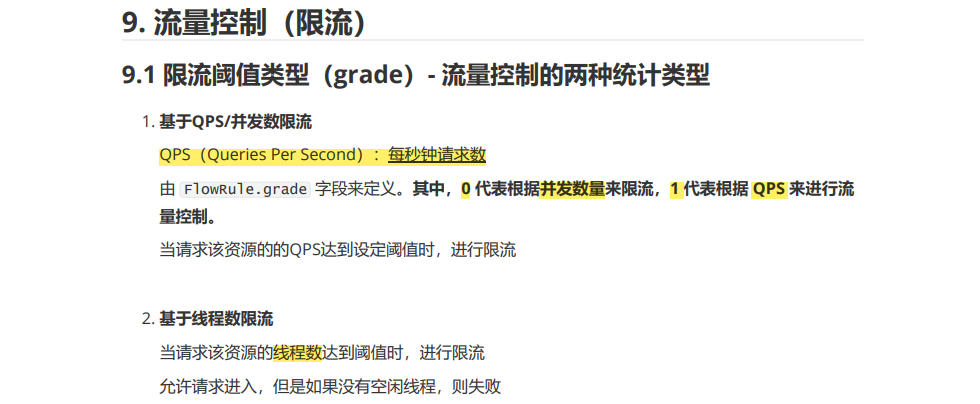 9. 流量控制（限流）
9.1 限流阈值类型（grade）- 流量控制的两种统计类型
1. 基于QPS/并发数限流
QPS（Queries Per Second）：每秒钟请求数
由 FlowRule.grade 字段来定义。其中，0 代表根据并发数量来限流，1 代表根据 QPS 来进行流
量控制。
当请求该资源的的QPS达到设定阈值时，进行限流
2. 基于线程数限流
当请求该资源的线程数达到阈值时，进行限流
允许请求进入，但是如果没有空闲线程，则失败